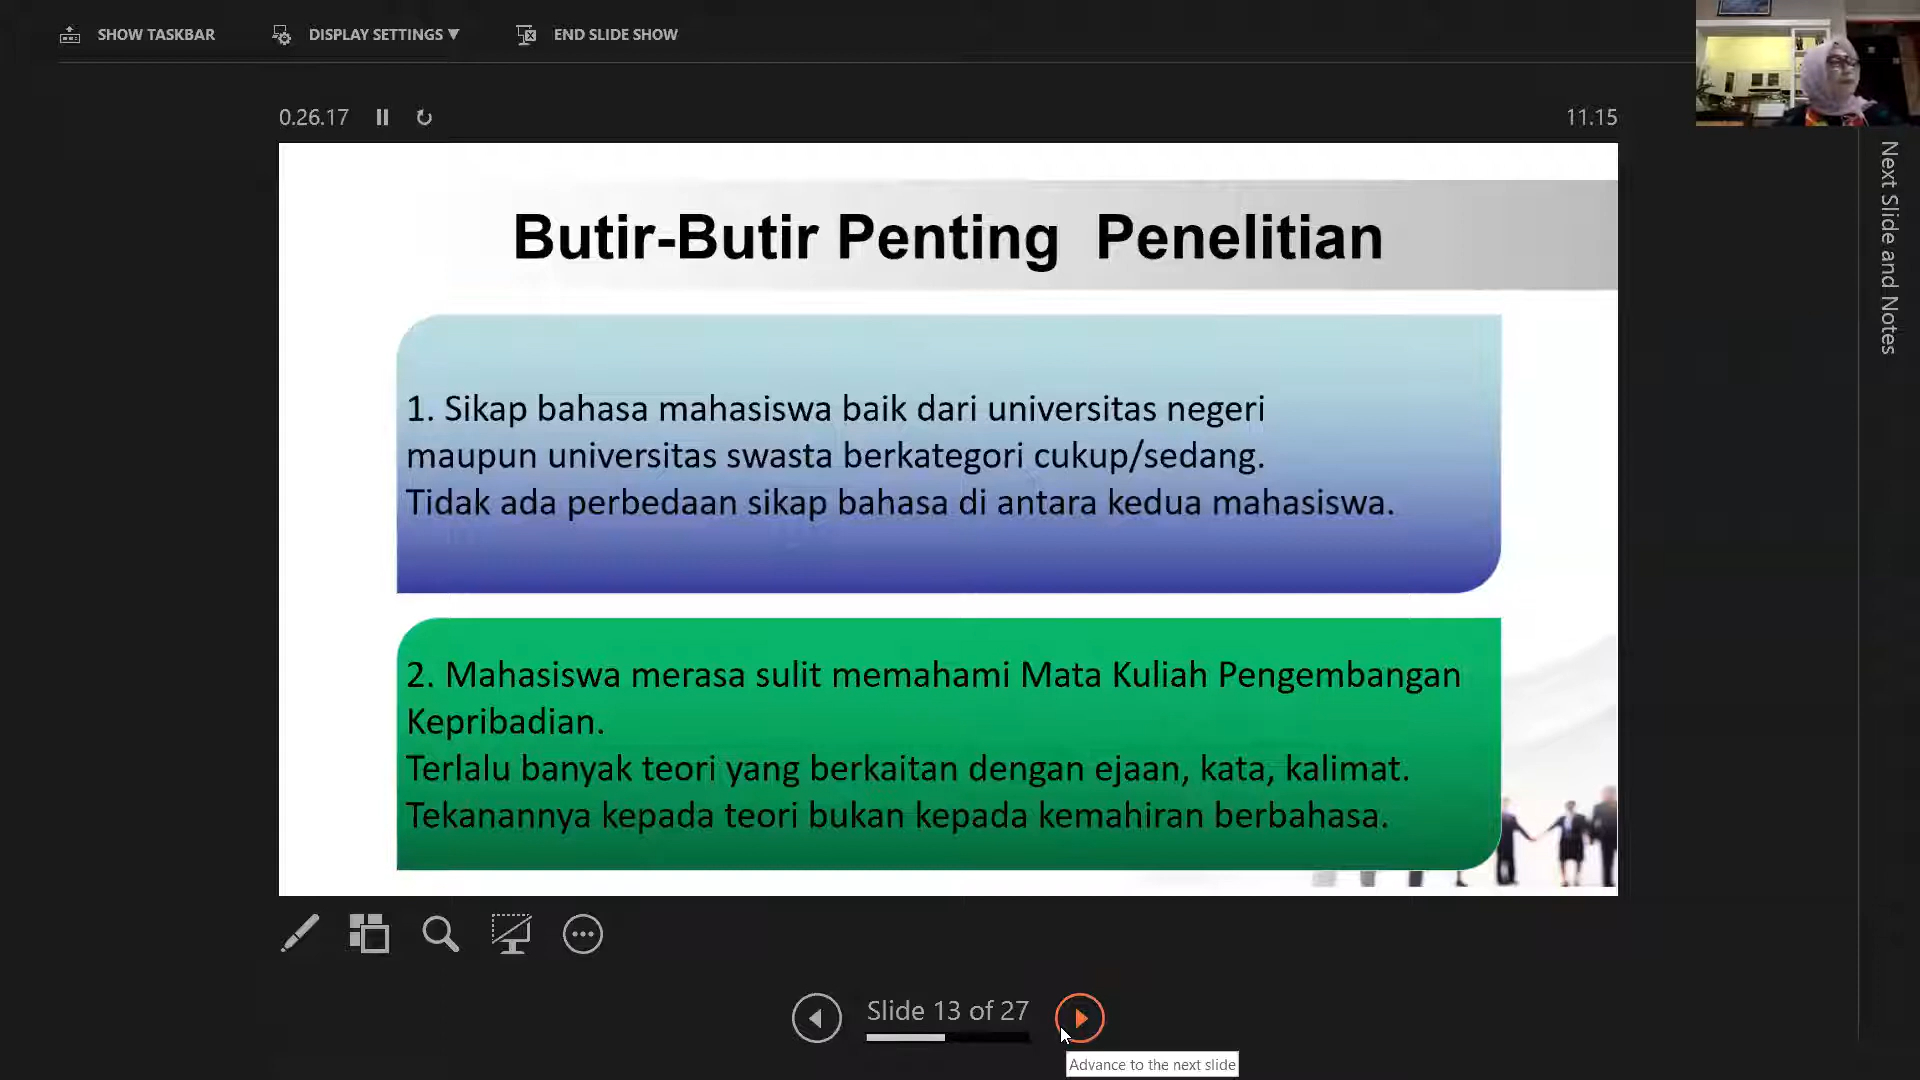 SHOW TASKBAR
DISPLAY SETTINGS ▼
END SLIDE SHOW
0.26.17
11.15
Next Slide and Notes
Butir-Butir Penting  Penelitian
1. Sikap bahasa mahasiswa baik dari universitas negeri
maupun universitas swasta berkategori cukup/sedang.
Tidak ada perbedaan sikap bahasa di antara kedua mahasiswa.
2. Mahasiswa merasa sulit memahami Mata Kuliah Pengembangan
Kepribadian.
Terlalu banyak teori yang berkaitan dengan ejaan, kata, kalimat.
Tekanannya kepada teori bukan kepada kemahiran berbahasa.
Slide 13 of 27
Advance to the next slide